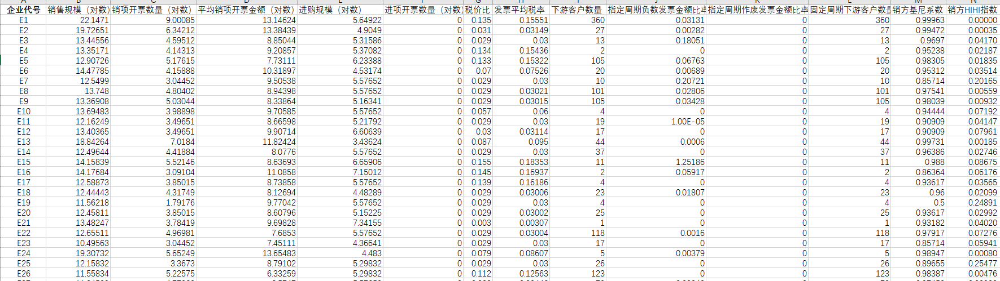 企业代号 销售规模（对数） 销项开票数量（对数） 平均销项开票金额（对数） 进购规模（对数） 进项开票数量（对数） 税价比 发票平均税率 下游客户数量 指定周期负数发票金额比率 指定周期作废发票金额比率 固定周期下游客户数量 销方基尼系数 销方HIHI指数
E1 22.1471 9.00085 13.14624 5.64922 0 0.135 0.15551 360 0.03131 0 360 0.99963 0.00000
E2 19.72651 6.34212 13.38439 4.9049 0 0.031 0.03149 27 0.00282 0 27 0.99472 0.00035
E3 13.44556 4.59512 8.85044 5.31586 0 0.029 0.03 13 0.18051 0 13 0.9697 0.04170
E4 13.35171 4.14313 9.20857 5.37082 0 0.134 0.15436 2 0 0 2 0.95238 0.02187
E5 12.90726 5.17615 7.73111 6.23388 0 0.133 0.15322 105 0.06763 0 105 0.98305 0.01835
E6 14.47785 4.15888 10.31897 4.53174 0 0.07 0.07526 20 0.00689 0 20 0.95312 0.03514
E7 12.5499 3.04452 9.50538 5.57652 0 0.029 0.03 10 0.20721 0 10 0.85714 0.20165
E8 13.748 4.80402 8.94398 5.57652 0 0.029 0.03021 101 0.02806 0 101 0.97541 0.00559
E9 13.36908 5.03044 8.33864 5.16341 0 0.029 0.03015 105 0.03428 0 105 0.98039 0.00932
E10 13.69483 3.98898 9.70585 5.57652 0 0.057 0.06 4 0 0 4 0.94444 0.07192
E11 12.16249 3.49651 8.66598 5.21792 0 0.029 0.03 19 1.00E-05 0 19 0.90909 0.04147
E12 13.40365 3.49651 9.90714 6.60639 0 0.03 0.03114 17 0 0 17 0.90909 0.07961
E13 18.84264 7.0184 11.82424 3.43624 0 0.087 0.095 44 0.0006 0 44 0.99731 0.00185
E14 12.49644 4.41884 8.0776 5.57652 0 0.029 0.03 37 0 0 37 0.96386 0.02746
E15 14.15839 5.52146 8.63693 6.65906 0 0.155 0.18353 11 1.25186 0 11 0.988 0.08675
E16 14.17684 3.09104 11.0858 7.15012 0 0.145 0.16937 2 0.05917 0 2 0.86364 0.06176
E17 12.58873 3.85015 8.73858 5.57652 0 0.139 0.16186 4 0 0 4 0.93617 0.03565
E18 12.44443 4.31749 8.12694 4.48289 0 0.029 0.03006 23 0.01807 0 23 0.96 0.02099
E19 11.56218 1.79176 9.77042 5.57652 0 0.029 0.03 4 0 0 4 0.5 0.24891
E20 12.45811 3.85015 8.60796 5.15225 0 0.029 0.03002 25 0 0 25 0.93617 0.02992
E21 13.48247 3.78419 9.69828 7.34155 0 0.003 0.00307 1 0 0 1 0.93182 0.04020
E22 12.65511 4.96981 7.6853 5.57652 0 0.029 0.03004 118 0.0016 0 118 0.97917 0.07276
E23 10.49563 3.04452 7.45111 4.36641 0 0.029 0.03 17 0 0 17 0.85714 0.05941
E24 19.30732 5.65249 13.65483 4.483 0 0.079 0.08607 5 0.00379 0 5 0.98947 0.00080
E25 12.15832 3.3673 8.79102 5.29832 0 0.029 0.03 26 0 0 26 0.89655 0.25477
E26 11.55834 5.22575 6.33259 5.29832 0 0.112 0.12563 123 0 0 123 0.98387 0.00476